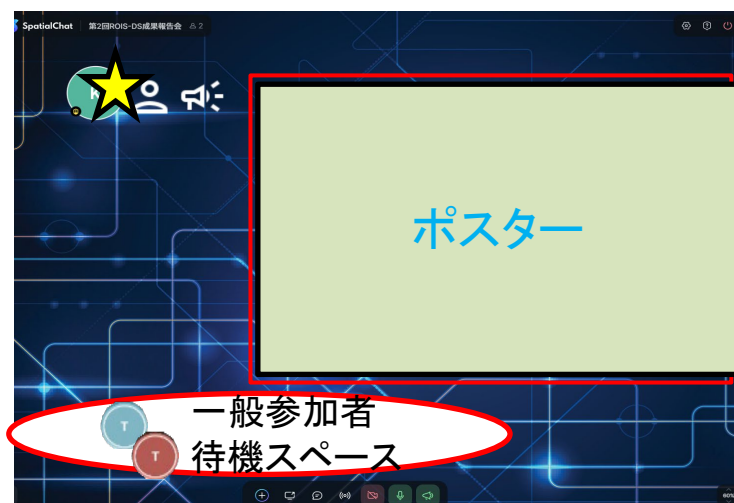 SpatialChat 第2回ROIS-DS成果報告会 2
K
ポスター
一般参加者
待機スペース
T
T
60%